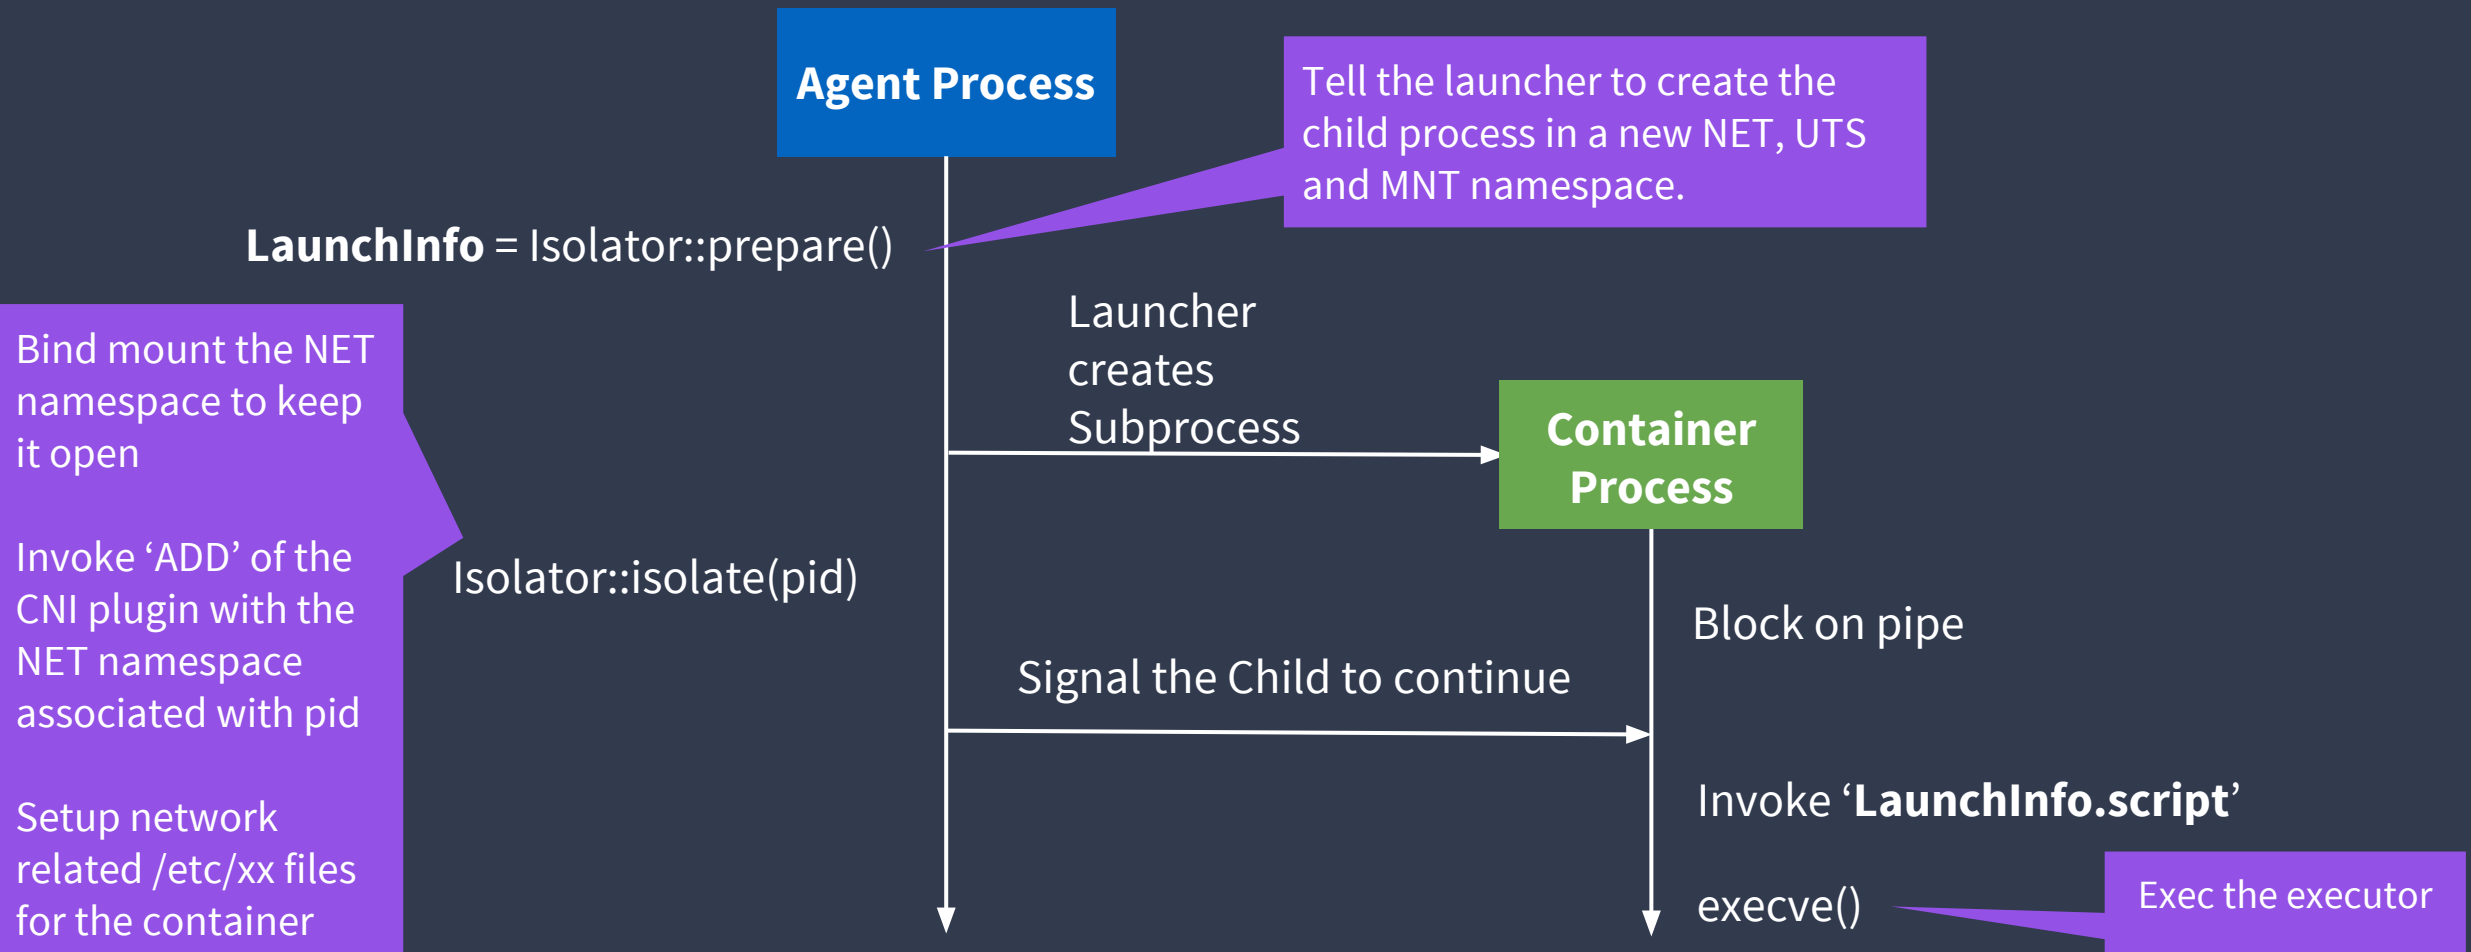 Agent Process
Tell the launcher to create the
child process in a new NET, UTS
and MNT namespace.
LaunchInfo = Isolator::prepare()
Launcher
creates
Subprocess
Bind mount the NET
namespace to keep
it open
Invoke ‘ADD’ of the
CNI plugin with the
NET namespace
associated with pid
Setup network
related /etc/xx files
for the container
Container
Process
Isolator::isolate(pid)
Block on pipe
Signal the Child to continue
Invoke ‘LaunchInfo.script’
execve()
Exec the executor